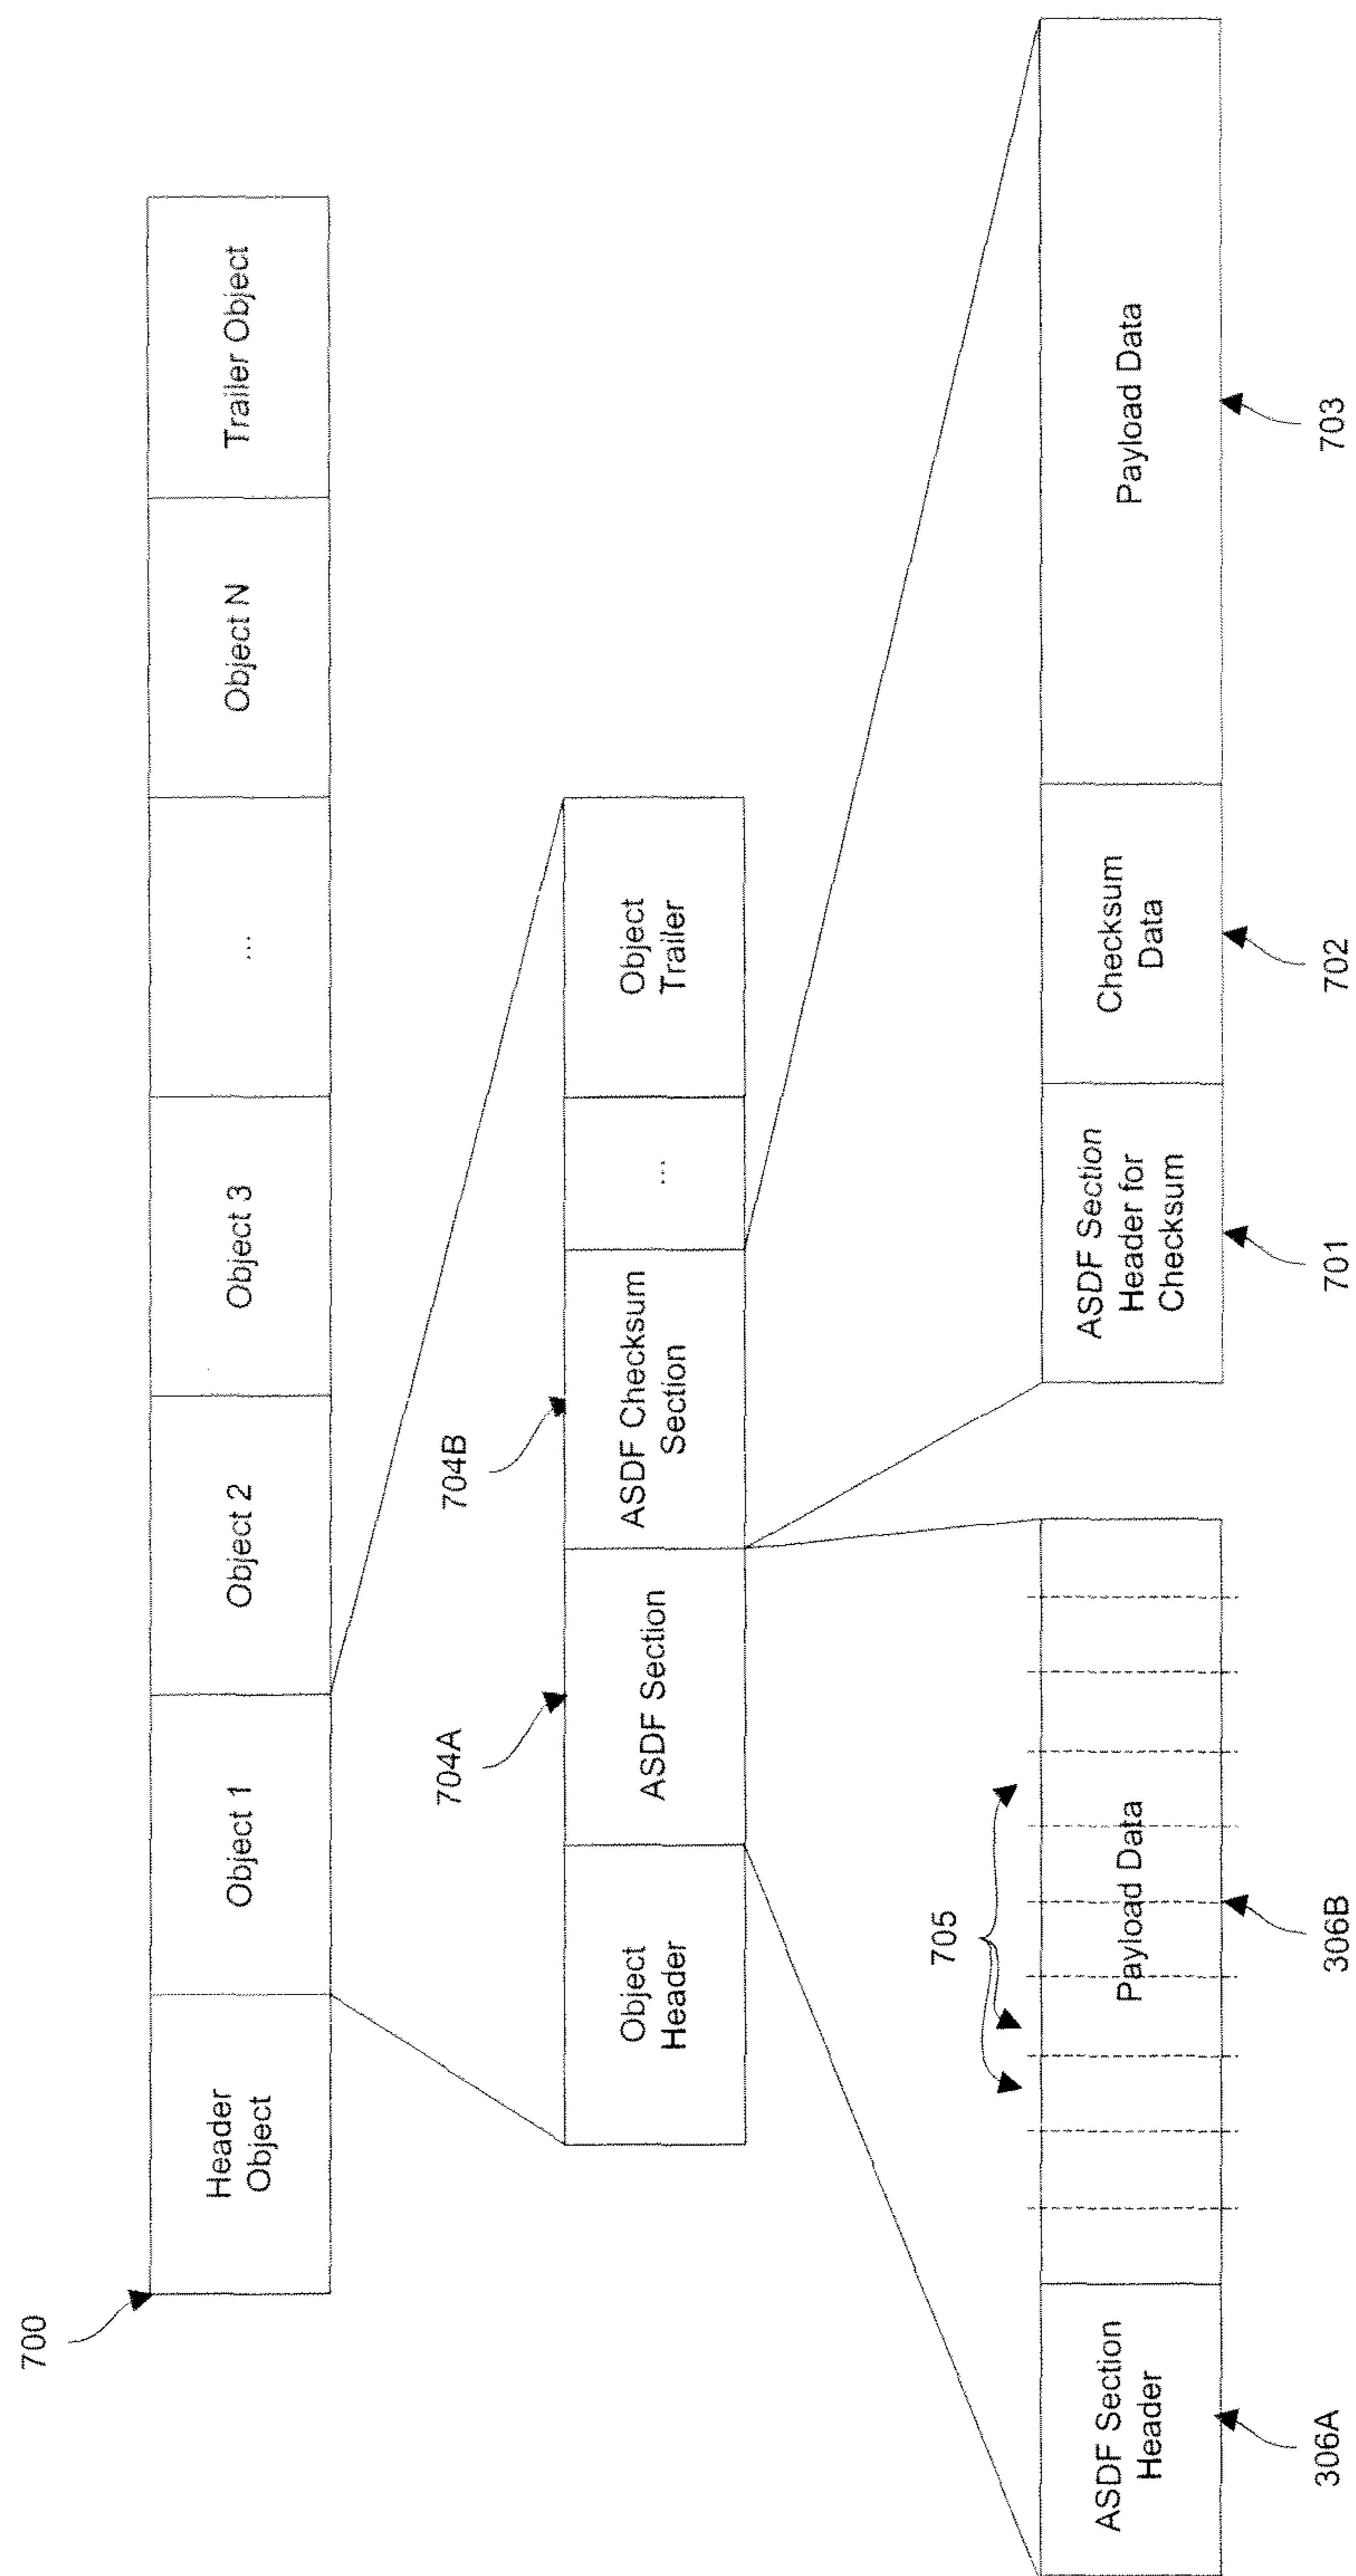 700
Header
Object
Object 1
Object 2
Object 3
...
Object N
Trailer Object
704A
704B
Object
Header
ASDF Section
ASDF Checksum
Section
...
Object
Trailer
705
ASDF Section
Header
Payload Data
ASDF Section
Header for
Checksum
Checksum
Data
Payload Data
306A
306B
701
702
703